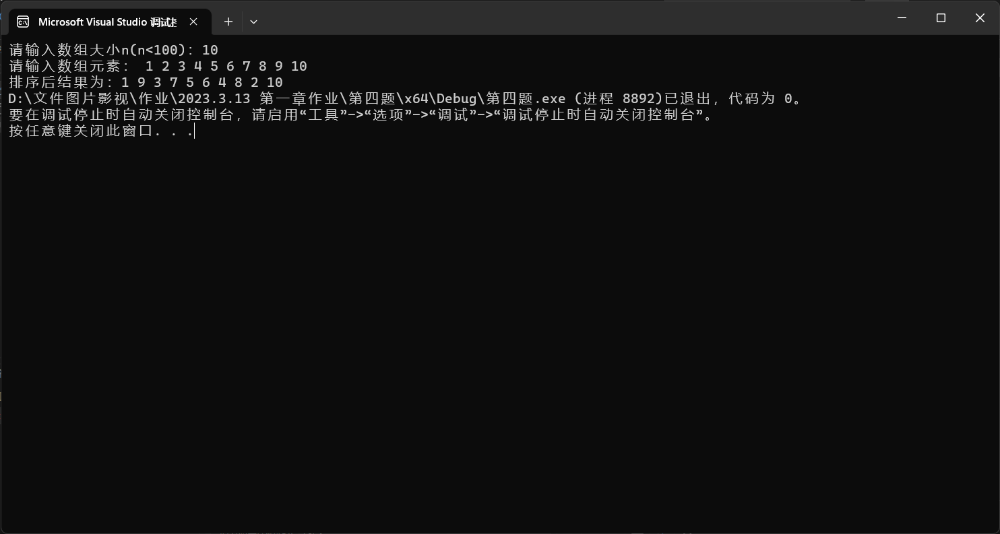 Microsoft Visual Studio 调试
请输入数组大小n(n<100): 10
请输入数组元素:  1 2 3 4 5 6 7 8 9 10
排序后结果为: 1 9 3 7 5 6 4 8 2 10
D:\文件图片影视\作业\2023.3.13 第一章作业\第四题\x64\Debug\第四题.exe (进程 8892)已退出，代码为 0。
要在调试停止时自动关闭控制台，请启用“工具”->“选项”->“调试”->“调试停止时自动关闭控制台”。
按任意键关闭此窗口. . .